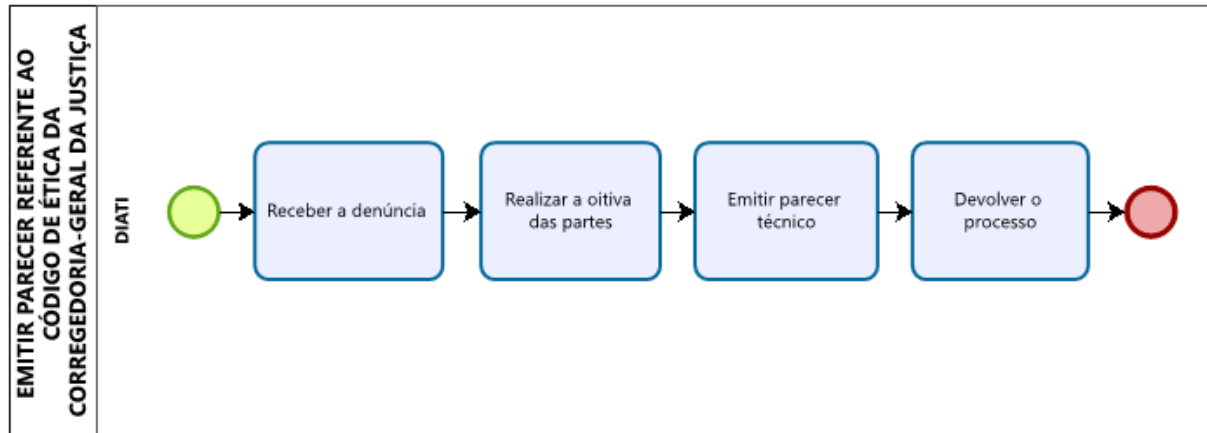 EMITIR PARECER REFERENTE AO
CÓDIGO DE ÉTICA DA
CORREGEDORIA-GERAL DA JUSTIÇA
DIATI
Receber a denúncia
Realizar a oitiva
das partes
Emitir parecer
técnico
Devolver o
processo